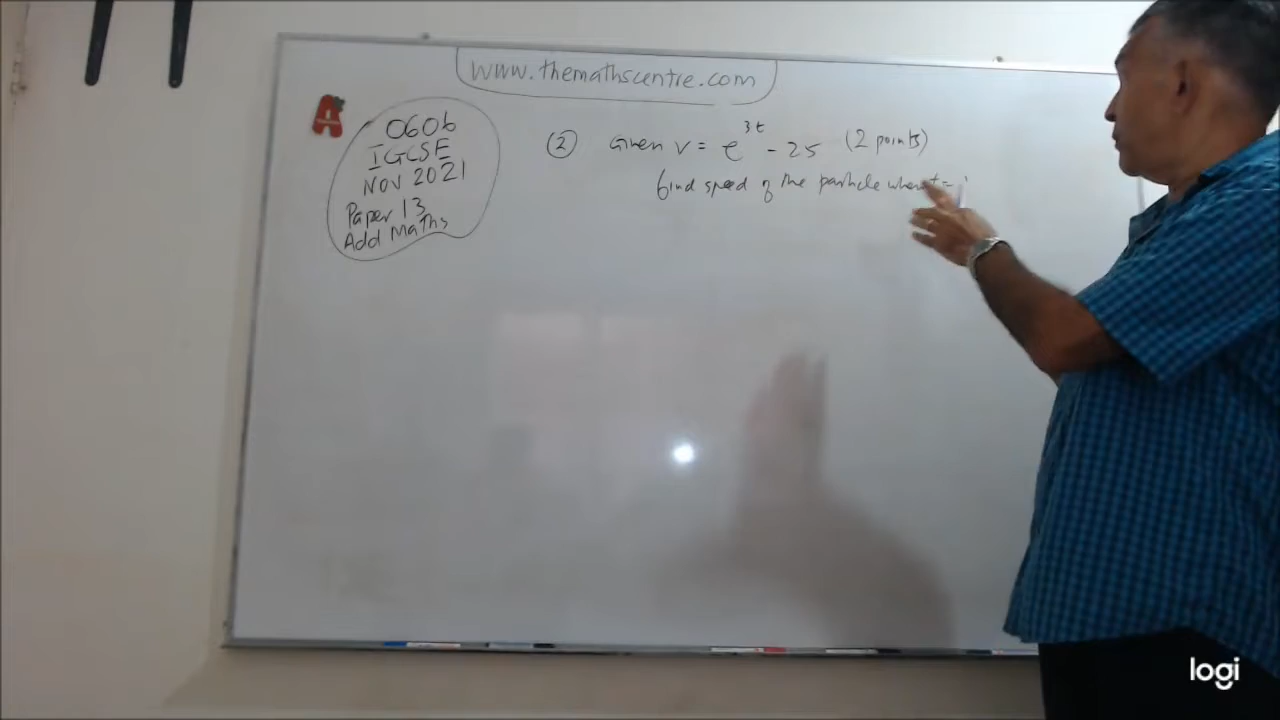 www.themathscentre.com
0606
IGCSE
NOV 2021
Paper 13
Add Maths
② Given v = e^3t - 25 (2 points)
find speed of the particle when t =
logi